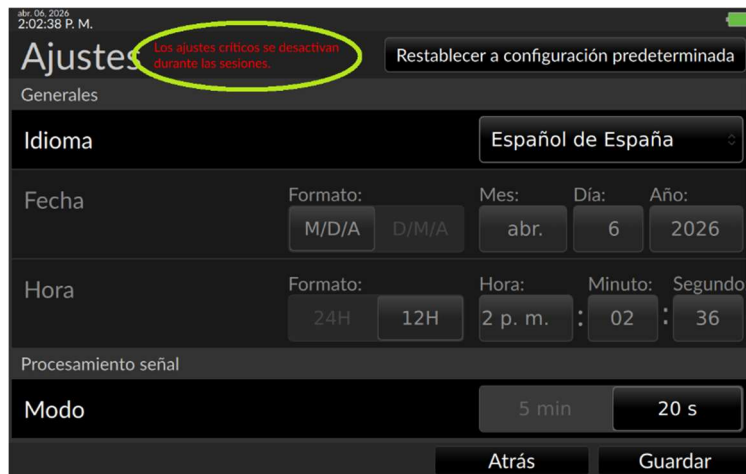 abr. 06, 2026
2:02:38 P. M.
Ajustes
Los ajustes críticos se desactivan
durante las sesiones.
Restablecer a configuración predeterminada
Generales
Idioma
Español de España
Fecha
Formato:
Mes:
Día:
Año:
M/D/A
D/M/A
abr.
6
2026
Hora
Formato:
Hora:
Minuto:
Segundo
24H
12H
2 p. m.
:
02
:
36
Procesamiento señal
Modo
5 min
20 s
Atrás
Guardar